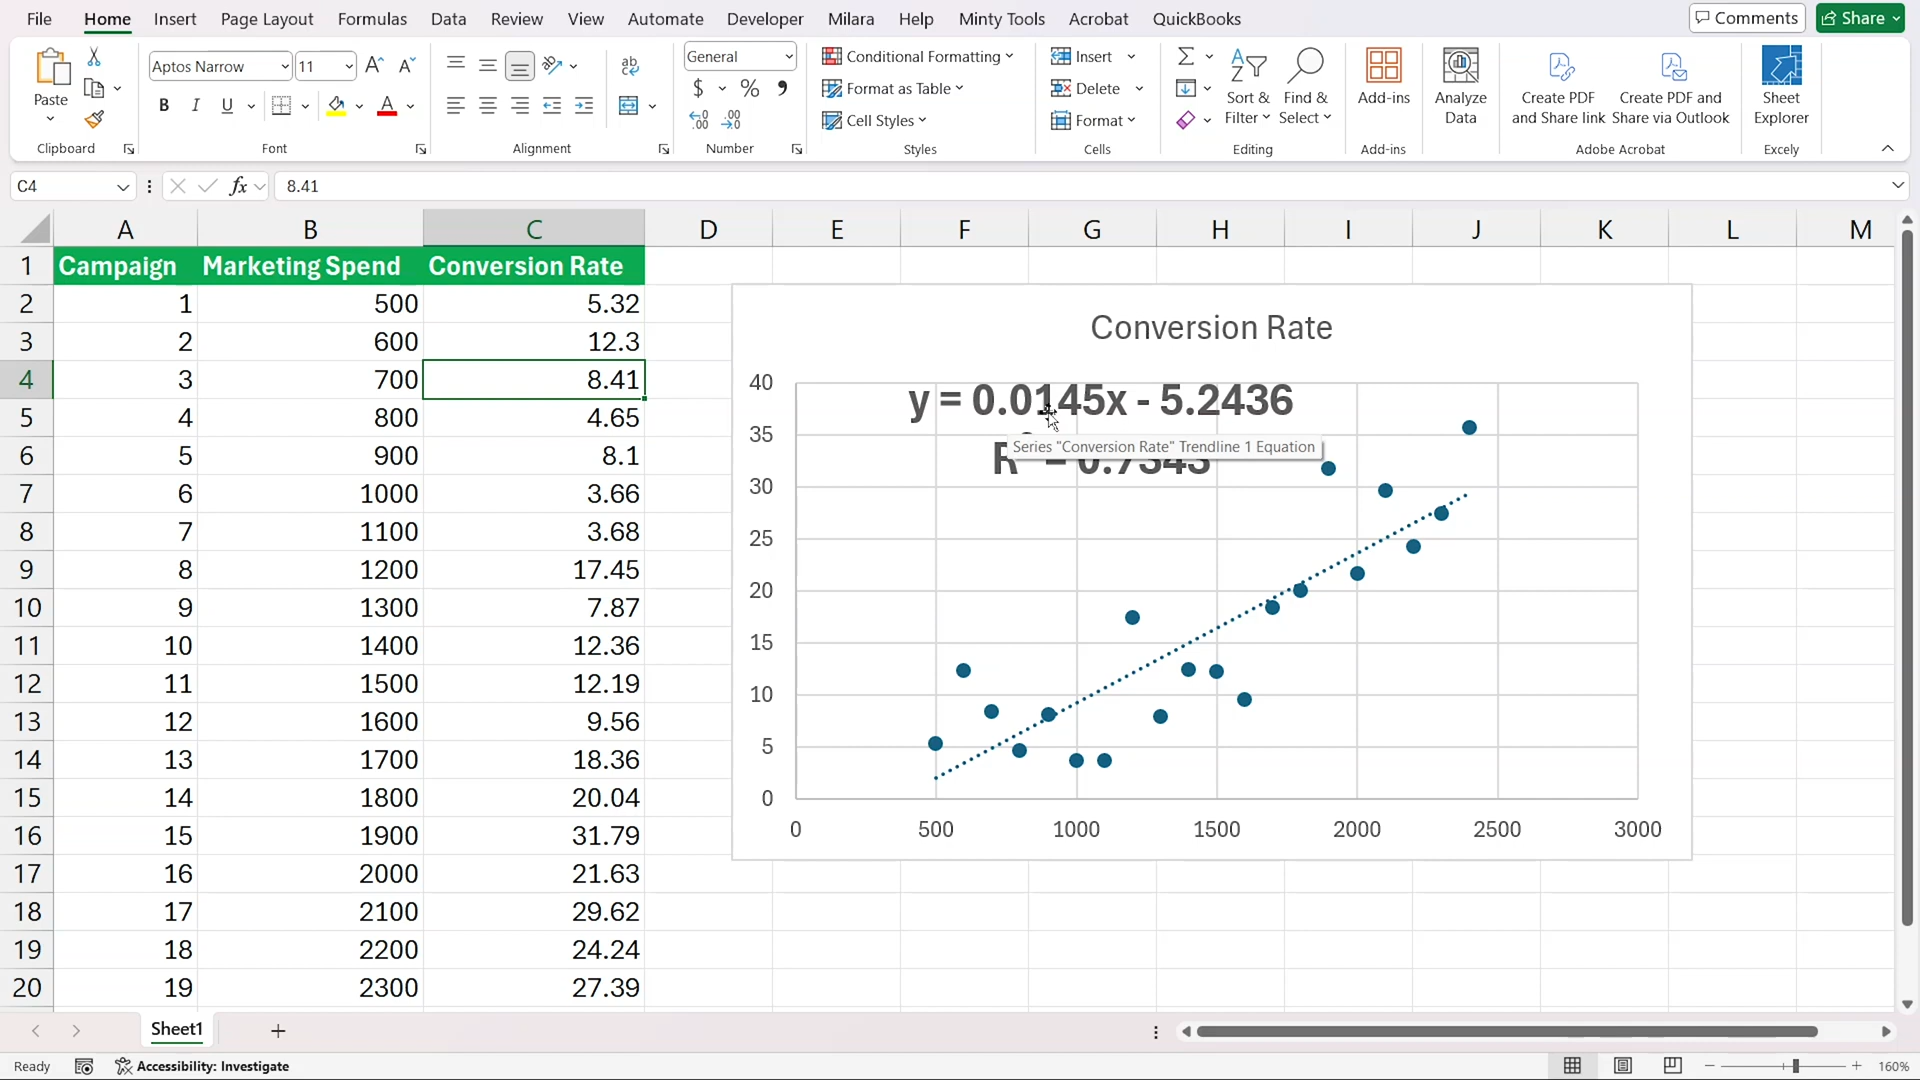 File Home Insert Page Layout Formulas Data Review View Automate Developer Milara Help Minty Tools Acrobat QuickBooks Comments Share
Aptos Narrow 11 General Conditional Formatting Insert
Paste B I U A $ % Format as Table Delete Sort & Filter Find & Select Add-ins Analyze Data Create PDF and Share link Create PDF and Share via Outlook Sheet Explorer
Cell Styles Format
Clipboard Font Alignment Number Styles Cells Editing Add-ins Adobe Acrobat Excely
C4 fx 8.41
A B C D E F G H I J K L M
1 Campaign Marketing Spend Conversion Rate
2 1 500 5.32
3 2 600 12.3
4 3 700 8.41
5 4 800 4.65
6 5 900 8.1
7 6 1000 3.66
8 7 1100 3.68
9 8 1200 17.45
10 9 1300 7.87
11 10 1400 12.36
12 11 1500 12.19
13 12 1600 9.56
14 13 1700 18.36
15 14 1800 20.04
16 15 1900 31.79
17 16 2000 21.63
18 17 2100 29.62
19 18 2200 24.24
20 19 2300 27.39
Conversion Rate
y = 0.0145x - 5.2436
Series "Conversion Rate" Trendline 1 Equation
R² = 0.7343
40
35
30
25
20
15
10
5
0
0 500 1000 1500 2000 2500 3000
Sheet1
Ready Accessibility: Investigate 160%